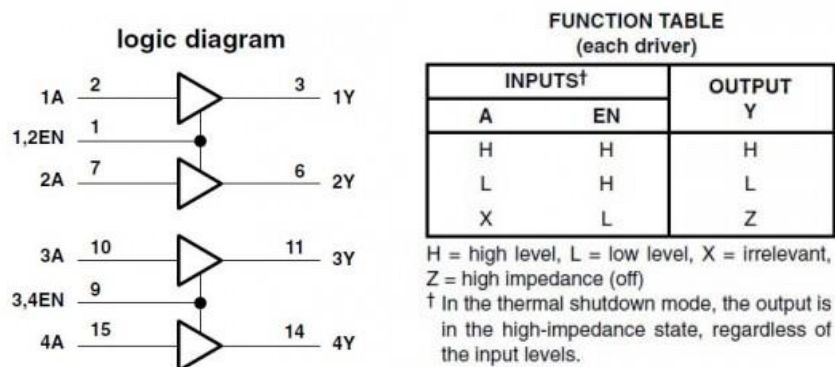 logic diagram
1A 2 3 1Y
1,2EN 1
2A 7 6 2Y
3A 10 11 3Y
3,4EN 9
4A 15 14 4Y
FUNCTION TABLE
(each driver)
INPUTS† OUTPUT
A EN Y
H H H
L H L
X L Z
H = high level, L = low level, X = irrelevant,
Z = high impedance (off)
† In the thermal shutdown mode, the output is
in the high-impedance state, regardless of
the input levels.